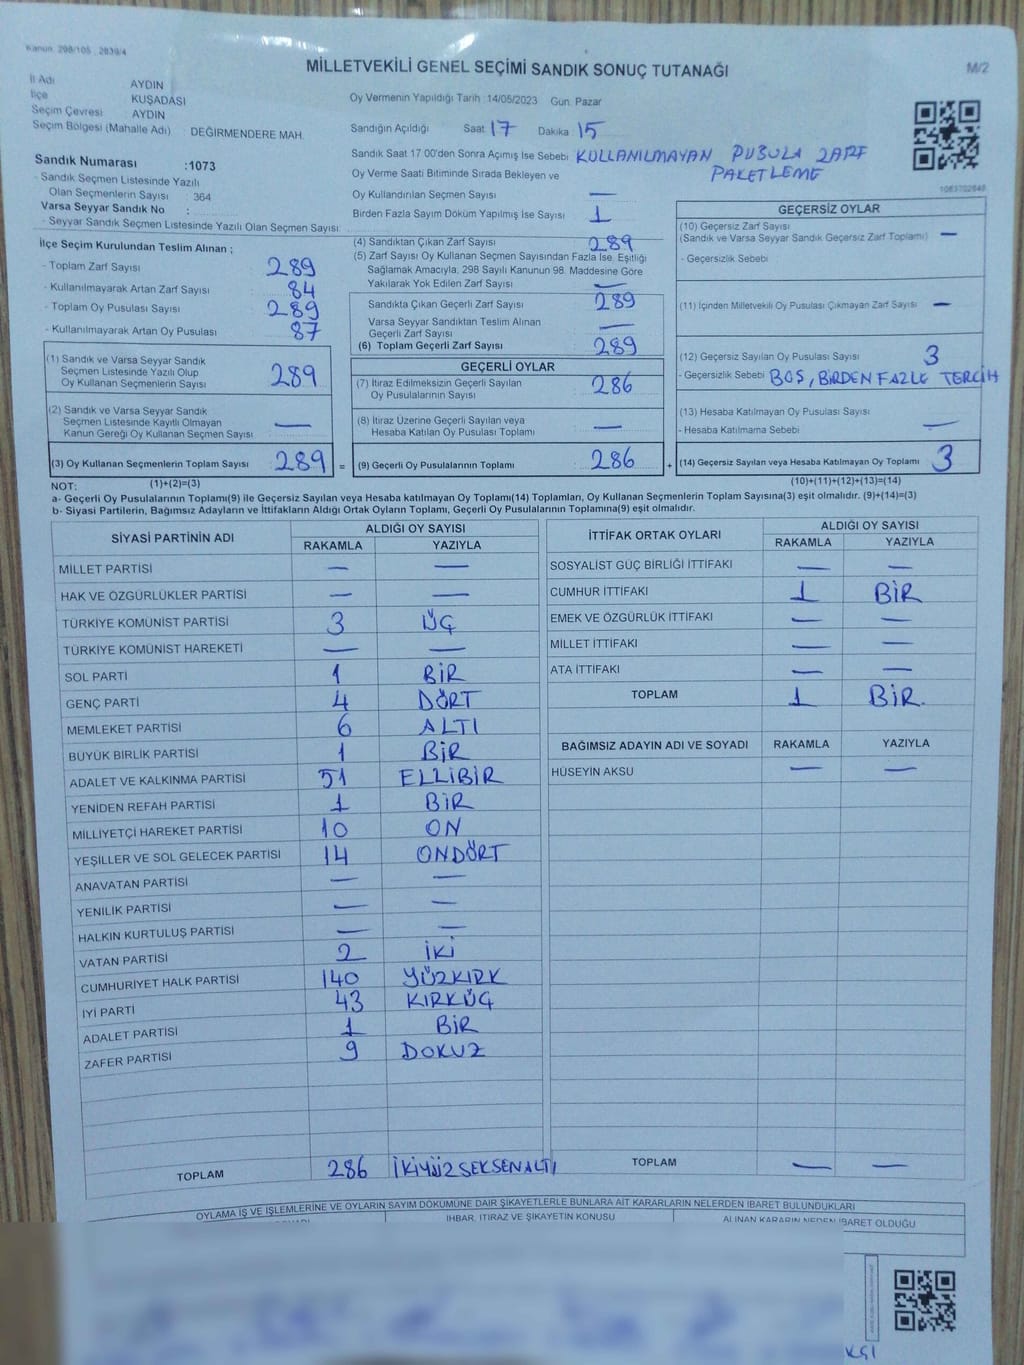 Kanun: 298/105 , 2839/4
MİLLETVEKİLİ GENEL SEÇİMİ SANDIK SONUÇ TUTANAĞI
M/2
İl Adı AYDIN
İlçe KUŞADASI
Seçim Çevresi AYDIN
Seçim Bölgesi (Mahalle Adı) : DEĞİRMENDERE MAH.
Oy Vermenin Yapıldığı Tarih :14/05/2023 Gün: Pazar
Sandığın Açıldığı Saat 17 Dakika 15
Sandık Saat 17 00'den Sonra Açımış İse Sebebi KULLANILMAYAN PUSULA ZARF
PAKETLEME
Oy Verme Saati Bitiminde Sırada Bekleyen ve
Oy Kullandırılan Seçmen Sayısı —
Birden Fazla Sayım Döküm Yapılmış İse Sayısı 1
1063702648
Sandık Numarası :1073
- Sandık Seçmen Listesinde Yazılı
Olan Seçmenlerin Sayısı : 364
Varsa Seyyar Sandık No :
- Seyyar Sandık Seçmen Listesinde Yazılı Olan Seçmen Sayısı:
İlçe Seçim Kurulundan Teslim Alınan ;
- Toplam Zarf Sayısı 289
- Kullanılmayarak Artan Zarf Sayısı 84
- Toplam Oy Pusulası Sayısı 289
- Kullanılmayarak Artan Oy Pusulası 87
(1) Sandık ve Varsa Seyyar Sandık
Seçmen Listesinde Yazılı Olup
Oy Kullanan Seçmenlerin Sayısı 289
(2) Sandık ve Varsa Seyyar Sandık
Seçmen Listesinde Kayıtlı Olmayan
Kanun Gereği Oy Kullanan Seçmen Sayısı —
(3) Oy Kullanan Seçmenlerin Toplam Sayısı 289 =
(4) Sandıktan Çıkan Zarf Sayısı 289
(5) Zarf Sayısı Oy Kullanan Seçmen Sayısından Fazla İse, Eşitliği
Sağlamak Amacıyla, 298 Sayılı Kanunun 98. Maddesine Göre
Yakılarak Yok Edilen Zarf Sayısı —
Sandıkta Çıkan Geçerli Zarf Sayısı 289
Varsa Seyyar Sandıktan Teslim Alınan
Geçerli Zarf Sayısı —
(6) Toplam Geçerli Zarf Sayısı 289
GEÇERLİ OYLAR
(7) İtiraz Edilmeksizin Geçerli Sayılan
Oy Pusulalarının Sayısı 286
(8) İtiraz Üzerine Geçerli Sayılan veya
Hesaba Katılan Oy Pusulası Toplamı —
(9) Geçerli Oy Pusulalarının Toplamı 286 +
GEÇERSİZ OYLAR
(10) Geçersiz Zarf Sayısı
(Sandık ve Varsa Seyyar Sandık Geçersiz Zarf Toplamı) —
- Geçersizlik Sebebi
(11) İçinden Milletvekili Oy Pusulası Çıkmayan Zarf Sayısı —
(12) Geçersiz Sayılan Oy Pusulası Sayısı 3
- Geçersizlik Sebebi BOŞ, BİRDEN FAZLA TERCİH
(13) Hesaba Katılmayan Oy Pusulası Sayısı —
- Hesaba Katılmama Sebebi
(14) Geçersiz Sayılan veya Hesaba Katılmayan Oy Toplamı 3
NOT: (1)+(2)=(3) (10)+(11)+(12)+(13)=(14)
a- Geçerli Oy Pusulalarının Toplamı(9) ile Geçersiz Sayılan veya Hesaba katılmayan Oy Toplamı(14) Toplamları, Oy Kullanan Seçmenlerin Toplam Sayısına(3) eşit olmalıdır. (9)+(14)=(3)
b- Siyasi Partilerin, Bağımsız Adayların ve İttifakların Aldığı Ortak Oyların Toplamı, Geçerli Oy Pusulalarının Toplamına(9) eşit olmalıdır.
SİYASİ PARTİNİN ADI ALDIĞI OY SAYISI
RAKAMLA YAZIYLA
MİLLET PARTİSİ — —
HAK VE ÖZGÜRLÜKLER PARTİSİ — —
TÜRKİYE KOMÜNİST PARTİSİ 3 ÜÇ
TÜRKİYE KOMÜNİST HAREKETİ — —
SOL PARTİ 1 BİR
GENÇ PARTİ 4 DÖRT
MEMLEKET PARTİSİ 6 ALTI
BÜYÜK BİRLİK PARTİSİ 1 BİR
ADALET VE KALKINMA PARTİSİ 51 ELLİBİR
YENİDEN REFAH PARTİSİ 1 BİR
MİLLİYETÇİ HAREKET PARTİSİ 10 ON
YEŞİLLER VE SOL GELECEK PARTİSİ 14 ONDÖRT
ANAVATAN PARTİSİ — —
YENİLİK PARTİSİ — —
HALKIN KURTULUŞ PARTİSİ — —
VATAN PARTİSİ 2 İKİ
CUMHURİYET HALK PARTİSİ 140 YÜZKIRK
İYİ PARTİ 43 KIRKÜÇ
ADALET PARTİSİ 1 BİR
ZAFER PARTİSİ 9 DOKUZ
TOPLAM 286 İKİYÜZSEKSENALTI
İTTİFAK ORTAK OYLARI ALDIĞI OY SAYISI
RAKAMLA YAZIYLA
SOSYALİST GÜÇ BİRLİĞİ İTTİFAKI — —
CUMHUR İTTİFAKI 1 BİR
EMEK VE ÖZGÜRLÜK İTTİFAKI — —
MİLLET İTTİFAKI — —
ATA İTTİFAKI — —
TOPLAM 1 BİR.
BAĞIMSIZ ADAYIN ADI VE SOYADI RAKAMLA YAZIYLA
HÜSEYİN AKSU — —
TOPLAM — —
OYLAMA İŞ VE İŞLEMLERİNE VE OYLARIN SAYIM DÖKÜMÜNE DAİR ŞİKAYETLERLE BUNLARA AİT KARARLARIN NELERDEN İBARET BULUNDUKLARI
İHBAR, İTİRAZ VE ŞİKAYETİN KONUSU
ALINAN KARARIN NEDEN İBARET OLDUĞU